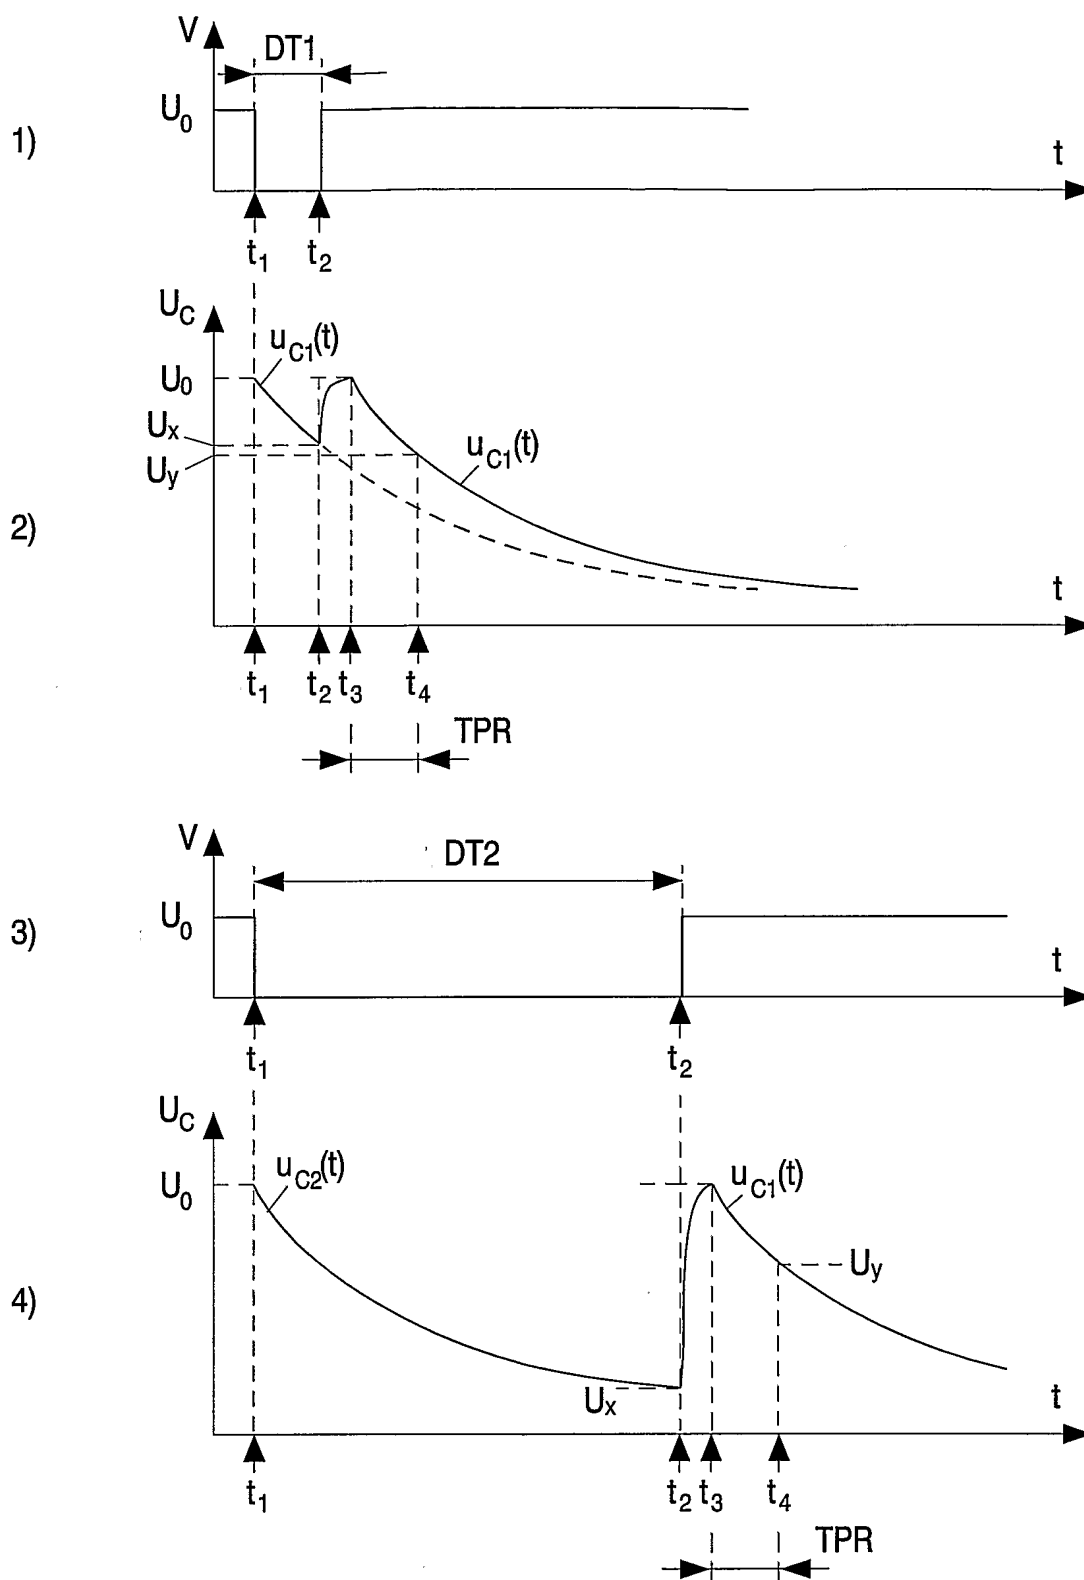 1)
V
DT1
U0
t
t1 t2
2)
UC
uC1(t)
U0
Ux
Uy
uC1(t)
t
t1 t2 t3 t4
TPR
3)
V
DT2
U0
t
t1 t2
4)
UC
uC2(t)
uC1(t)
U0
Uy
Ux
t
t1 t2 t3 t4
TPR